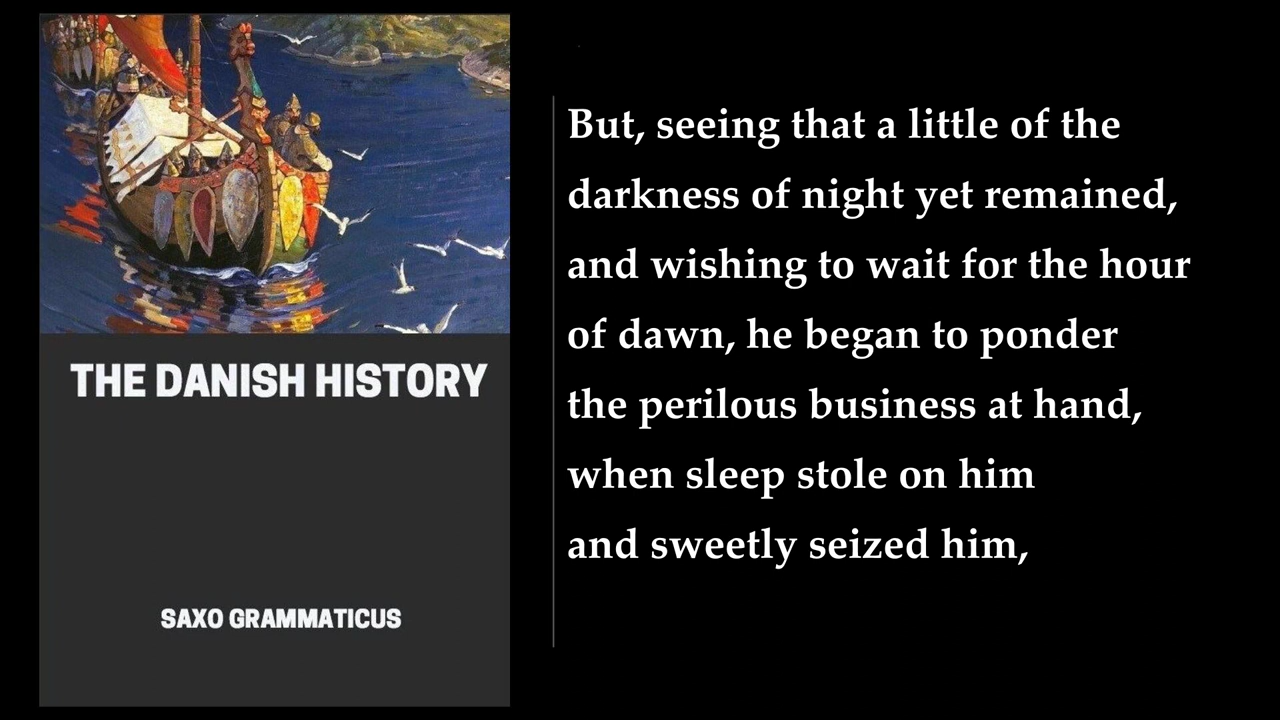 THE DANISH HISTORY
SAXO GRAMMATICUS
But, seeing that a little of the
darkness of night yet remained,
and wishing to wait for the hour
of dawn, he began to ponder
the perilous business at hand,
when sleep stole on him
and sweetly seized him,